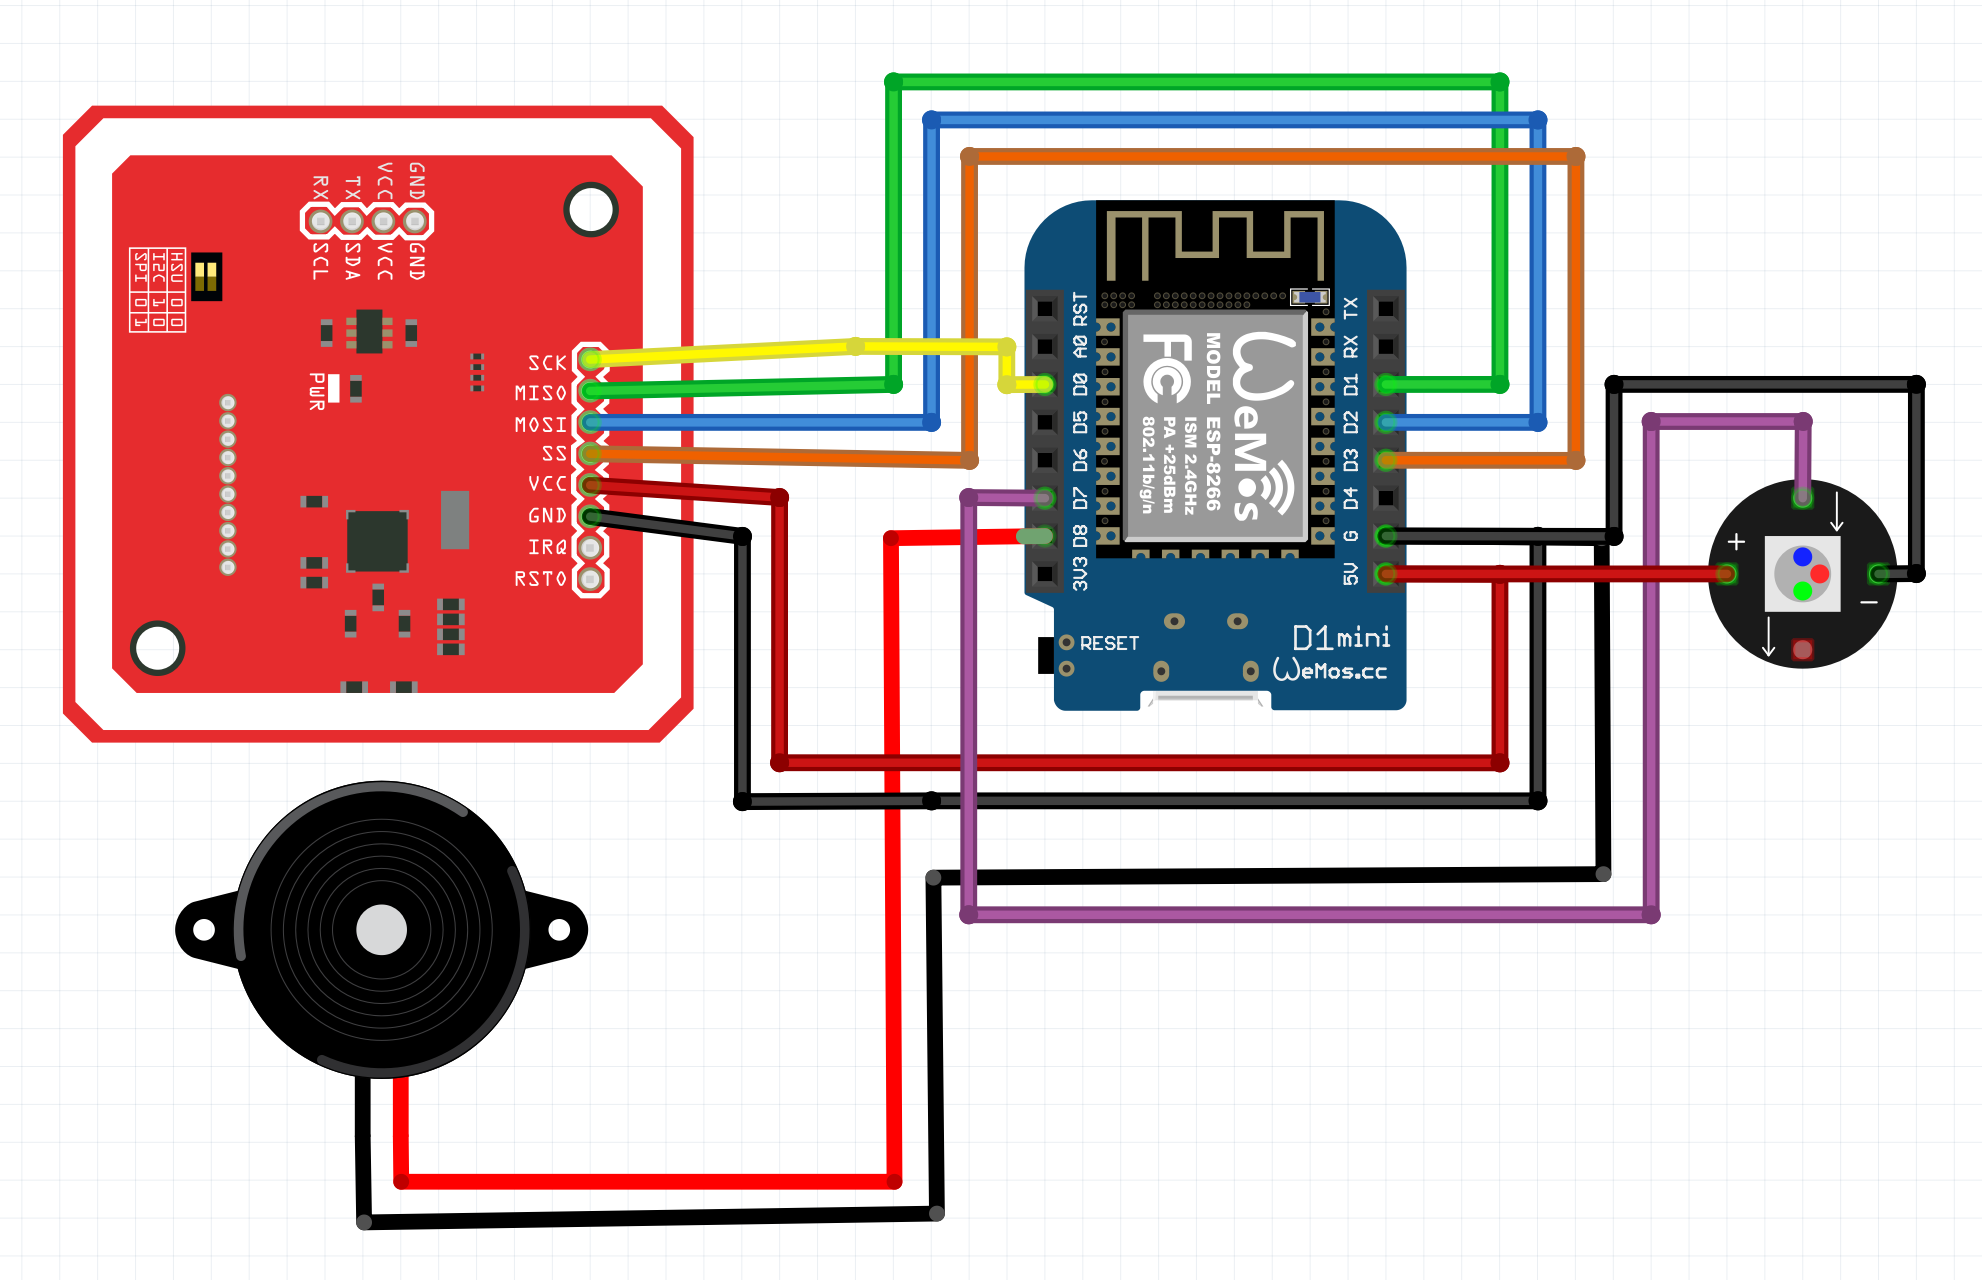 RX
TX
VCC
GND
SCL
SDA
VCC
GND
HSU 0 0
I2C 1 0
SPI 0 1
PWR
SCK
MISO
MOSI
SS
VCC
GND
IRQ
RSTO
RST
A0
D0
D5
D6
D7
D8
3V3
TX
RX
D1
D2
D3
D4
G
5V
WeMos
FC
MODEL ESP-8266
ISM 2.4GHz
PA +25dBm
802.11b/g/n
RESET
D1mini
WeMos.cc
+
−